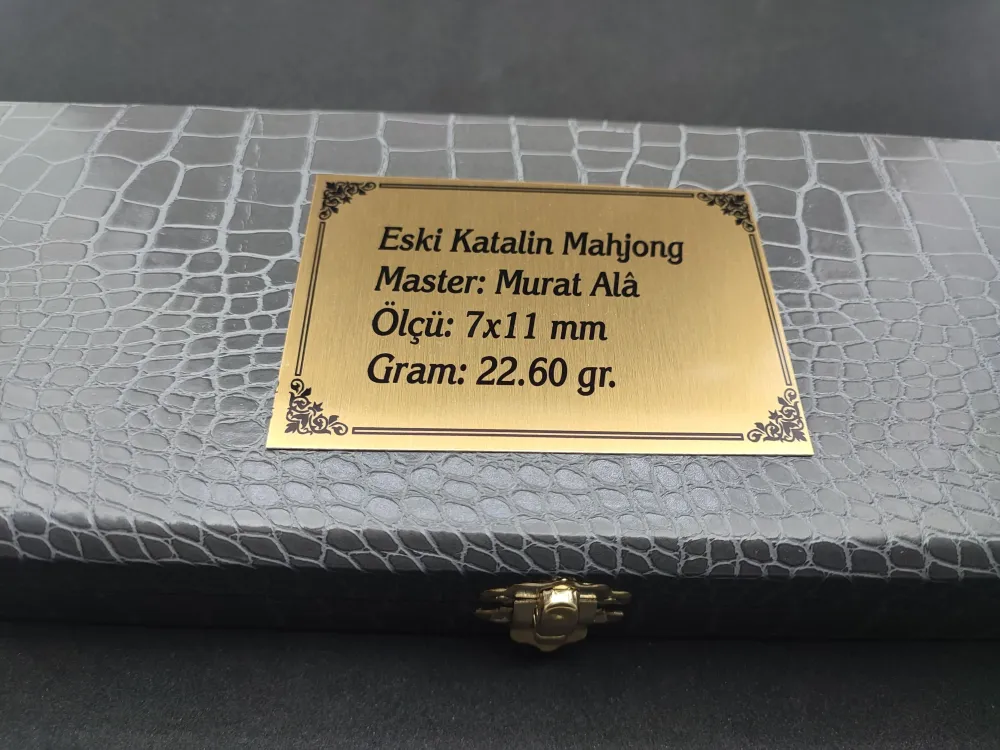 Eski Katalin Mahjong
Master: Murat Alâ
Ölçü: 7x11 mm
Gram: 22.60 gr.